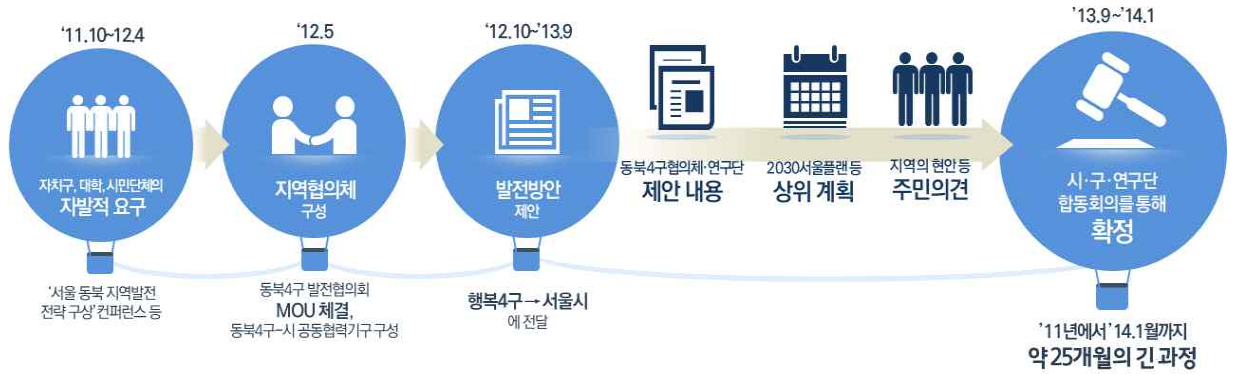 ‘11.10~12.4
자치구, 대학, 시민단체의
자발적 요구
‘서울 동북 지역발전
전략 구상’ 컨퍼런스 등
‘12.5
지역협의체
구성
동북4구 발전협의회
MOU 체결,
동북4구-시 공동협력기구 구성
‘12.10~’13.9
발전방안
제안
행복4구→서울시
에 전달
동북4구협의체·연구단
제안 내용
2030서울플랜 등
상위 계획
지역의 현안 등
주민의견
’13.9~’14.1
시·구·연구단
합동회의를 통해
확정
’11년에서 ’14.1월까지
약 25개월의 긴 과정